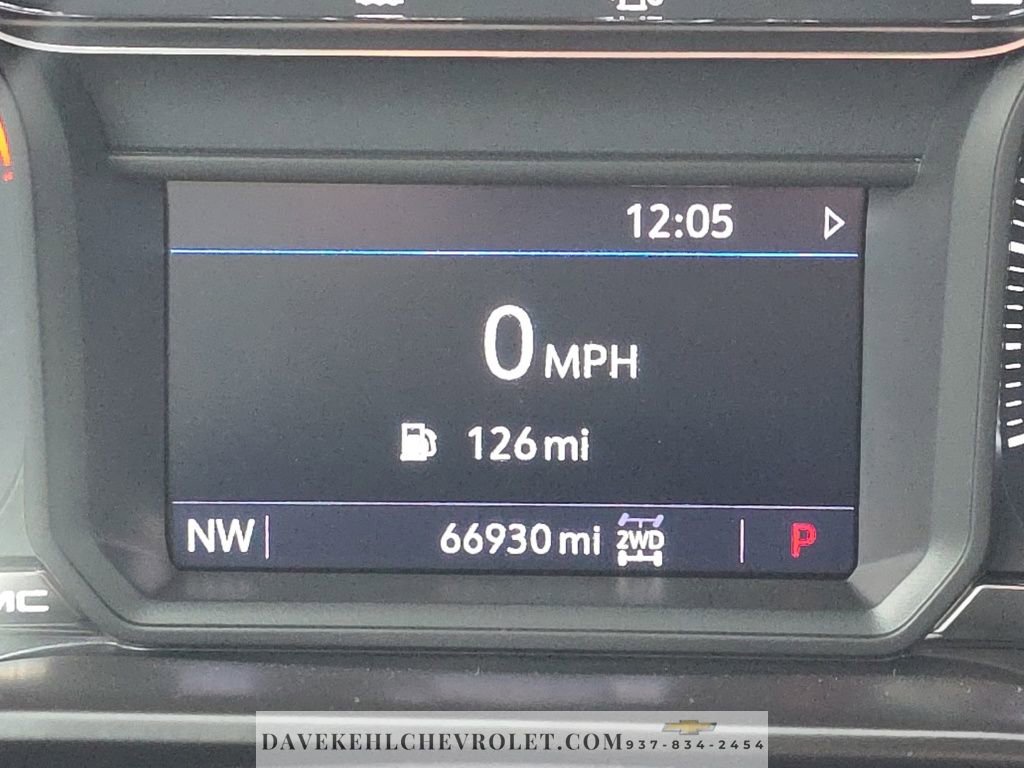 12:05
0 MPH
126 mi
NW 66930 mi 2WD P
DAVEKEHLCHEVROLET.COM 937-834-2454